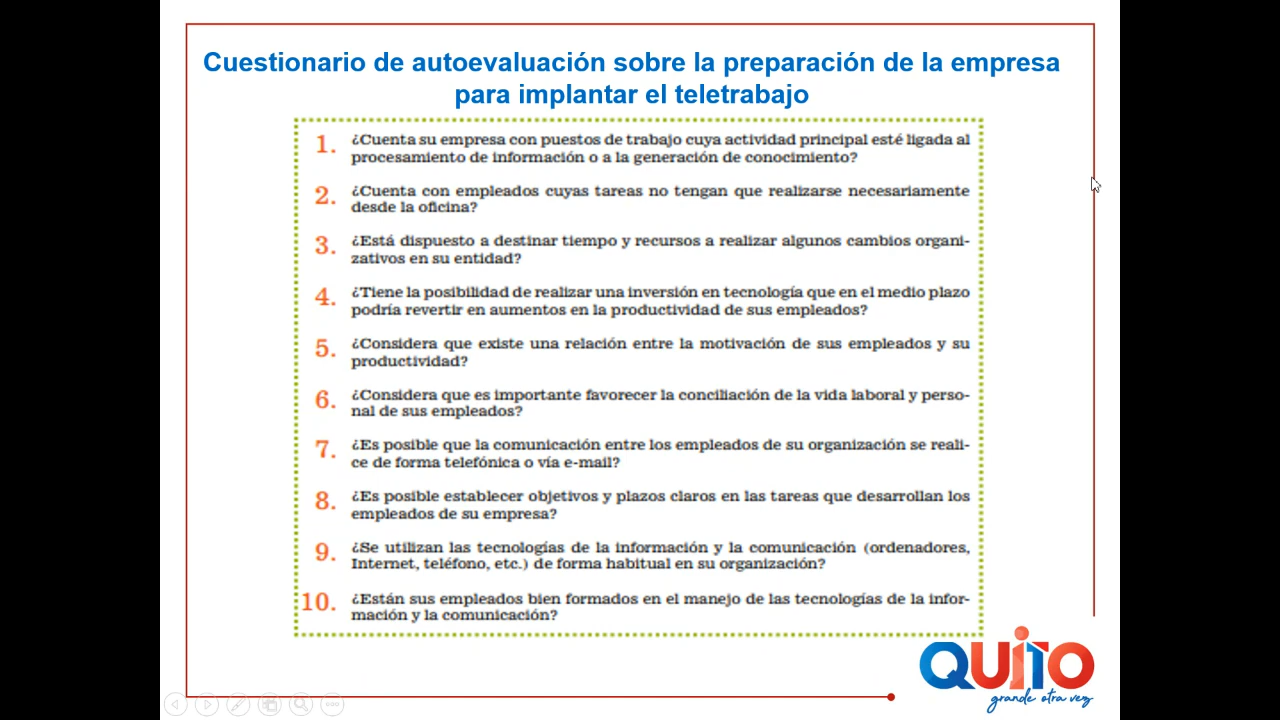 Cuestionario de autoevaluación sobre la preparación de la empresa
para implantar el teletrabajo
1. ¿Cuenta su empresa con puestos de trabajo cuya actividad principal esté ligada al
procesamiento de información o a la generación de conocimiento?
2. ¿Cuenta con empleados cuyas tareas no tengan que realizarse necesariamente
desde la oficina?
3. ¿Está dispuesto a destinar tiempo y recursos a realizar algunos cambios organi-
zativos en su entidad?
4. ¿Tiene la posibilidad de realizar una inversión en tecnología que en el medio plazo
podría revertir en aumentos en la productividad de sus empleados?
5. ¿Considera que existe una relación entre la motivación de sus empleados y su
productividad?
6. ¿Considera que es importante favorecer la conciliación de la vida laboral y perso-
nal de sus empleados?
7. ¿Es posible que la comunicación entre los empleados de su organización se reali-
ce de forma telefónica o vía e-mail?
8. ¿Es posible establecer objetivos y plazos claros en las tareas que desarrollan los
empleados de su empresa?
9. ¿Se utilizan las tecnologías de la información y la comunicación (ordenadores,
Internet, teléfono, etc.) de forma habitual en su organización?
10. ¿Están sus empleados bien formados en el manejo de las tecnologías de la infor-
mación y la comunicación?
QUiTO
grande otra vez